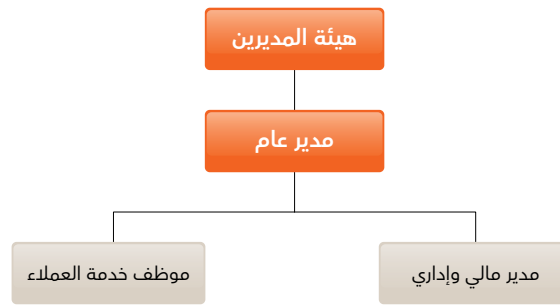 هيئة المديرين
مدير عام
مدير مالي وإداري
موظف خدمة العملاء